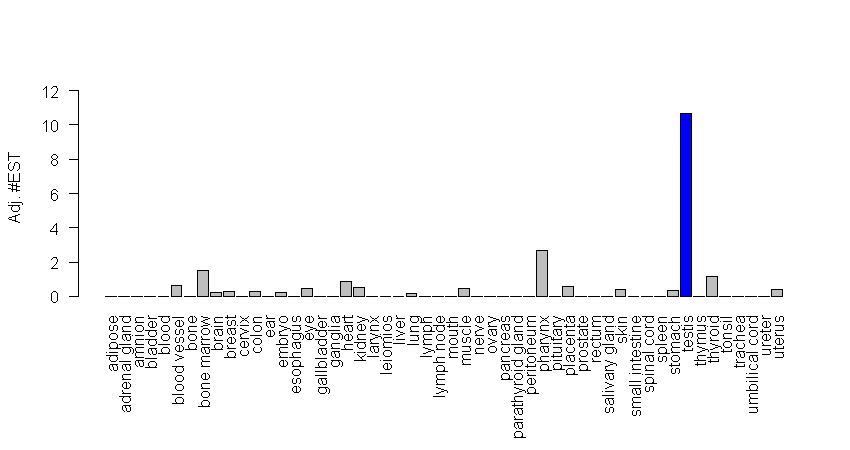 Adj. #EST
12
10
8
6
4
2
0
adipose
adrenal gland
amnion
bladder
blood
blood vessel
bone
bone marrow
brain
breast
cervix
colon
ear
embryo
esophagus
eye
gallbladder
ganglia
heart
kidney
larynx
leiomios
liver
lung
lymph
lymph node
mouth
muscle
nerve
ovary
pancreas
parathyroid gland
peritoneum
pharynx
pituitary
placenta
prostate
rectum
salivary gland
skin
small intestine
spinal cord
spleen
stomach
testis
thymus
thyroid
tonsil
trachea
umbilical cord
ureter
uterus